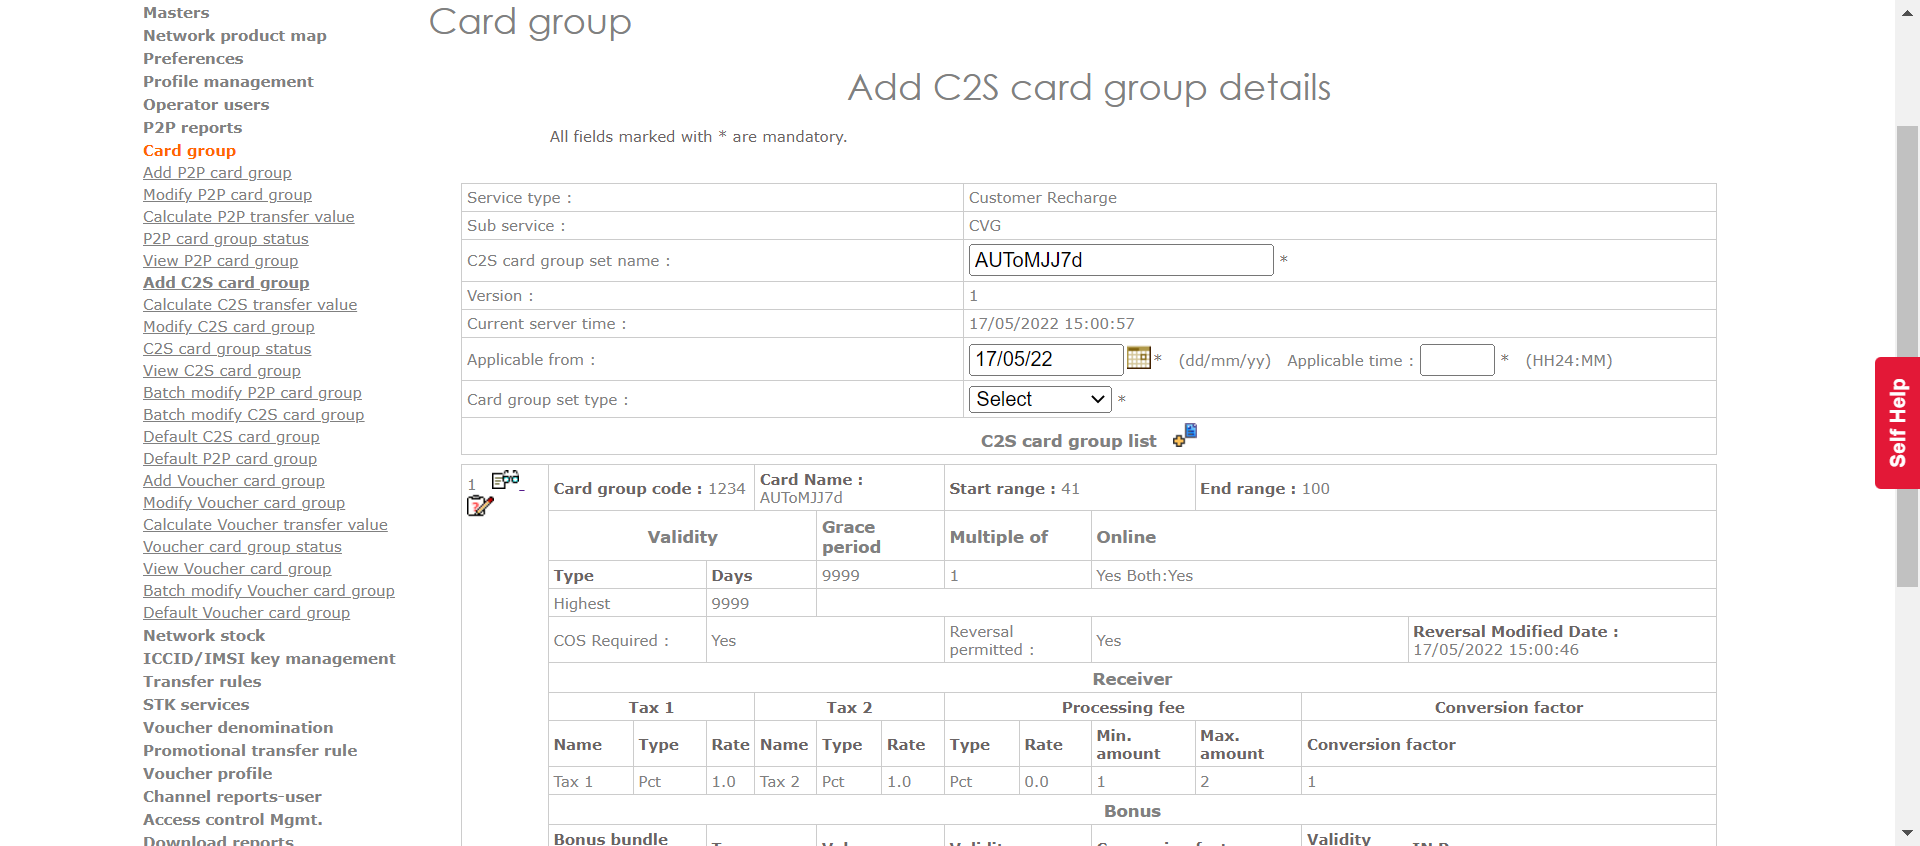 Masters
Network product map
Preferences
Profile management
Operator users
P2P reports
Card group
Add P2P card group
Modify P2P card group
Calculate P2P transfer value
P2P card group status
View P2P card group
Add C2S card group
Calculate C2S transfer value
Modify C2S card group
C2S card group status
View C2S card group
Batch modify P2P card group
Batch modify C2S card group
Default C2S card group
Default P2P card group
Add Voucher card group
Modify Voucher card group
Calculate Voucher transfer value
Voucher card group status
View Voucher card group
Batch modify Voucher card group
Default Voucher card group
Network stock
ICCID/IMSI key management
Transfer rules
STK services
Voucher denomination
Promotional transfer rule
Voucher profile
Channel reports-user
Access control Mgmt.
Download reports
Card group
Add C2S card group details
All fields marked with * are mandatory.
Service type : Customer Recharge
Sub service : CVG
C2S card group set name : AUToMJJ7d *
Version : 1
Current server time : 17/05/2022 15:00:57
Applicable from : 17/05/22 * (dd/mm/yy) Applicable time : * (HH24:MM)
Card group set type : Select *
C2S card group list
1 Card group code : 1234 Card Name : AUToMJJ7d Start range : 41 End range : 100
Validity Grace period Multiple of Online
Type Days 9999 1 Yes Both:Yes
Highest 9999
COS Required : Yes Reversal permitted : Yes Reversal Modified Date : 17/05/2022 15:00:46
Receiver
Tax 1 Tax 2 Processing fee Conversion factor
Name Type Rate Name Type Rate Type Rate Min. amount Max. amount Conversion factor
Tax 1 Pct 1.0 Tax 2 Pct 1.0 Pct 0.0 1 2 1
Bonus
Bonus bundle Validity
Self Help